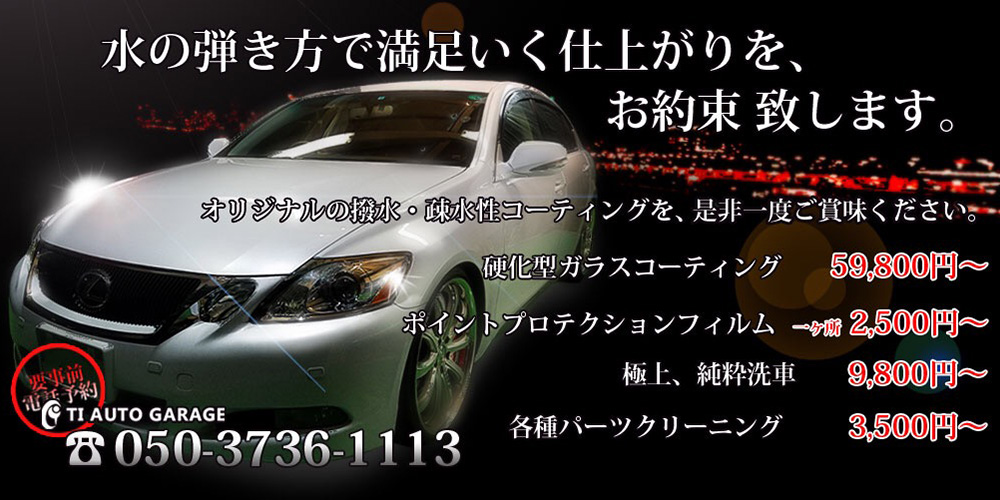 水の弾き方で満足いく仕上がりを、
お約束 致します。
オリジナルの撥水・疎水性コーティングを、是非一度ご賞味ください。
硬化型ガラスコーティング 59,800円〜
ポイントプロテクションフィルム 一ヶ所 2,500円〜
極上、純粋洗車 9,800円〜
各種パーツクリーニング 3,500円〜
要事前
電話予約
TI AUTO GARAGE
☎050-3736-1113